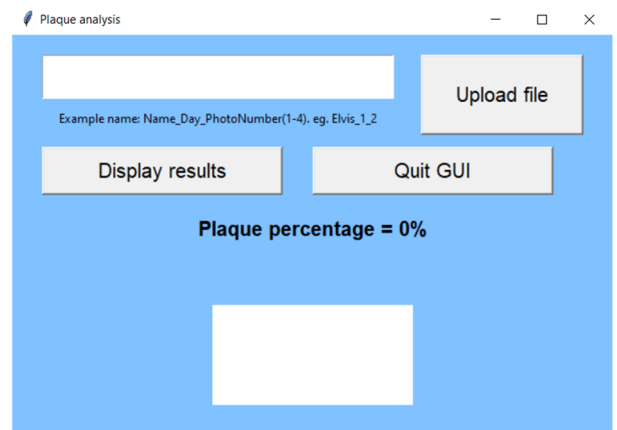 Plaque analysis
Upload file
Example name: Name_Day_PhotoNumber(1-4). eg. Elvis_1_2
Display results
Quit GUI
Plaque percentage = 0%